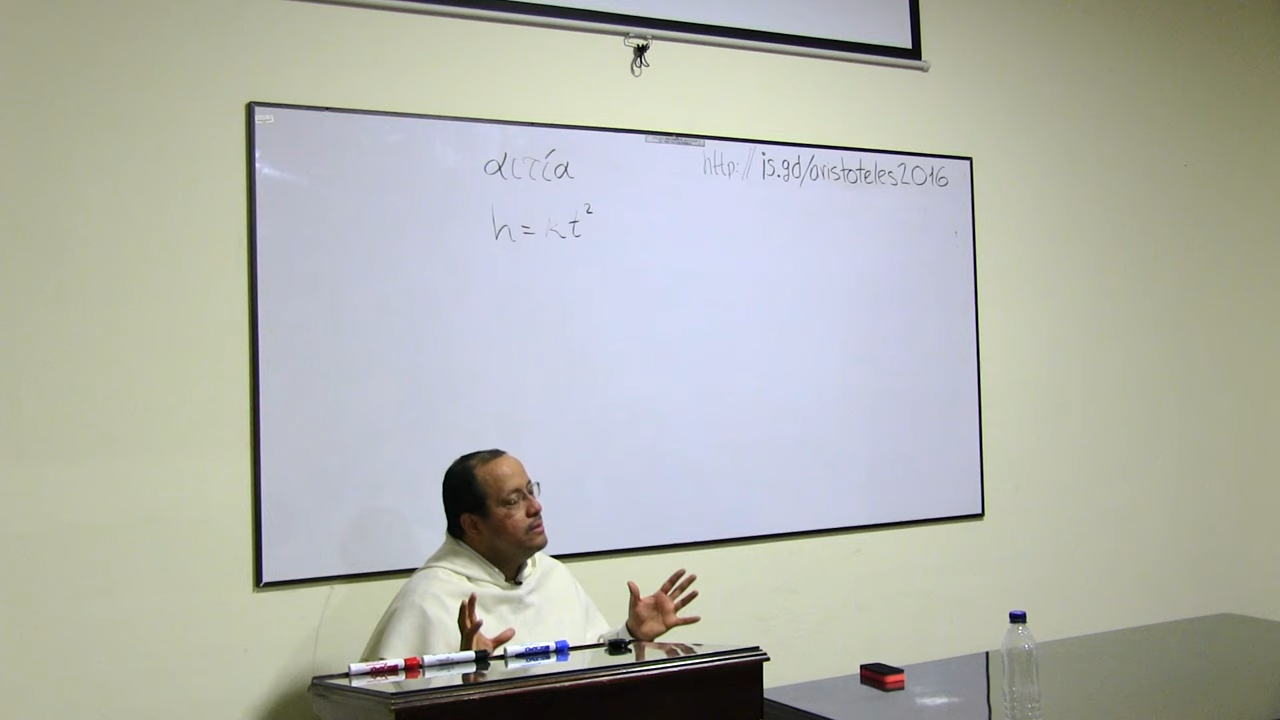 αιτία
http://is.gd/aristoteles2016
h = kt²